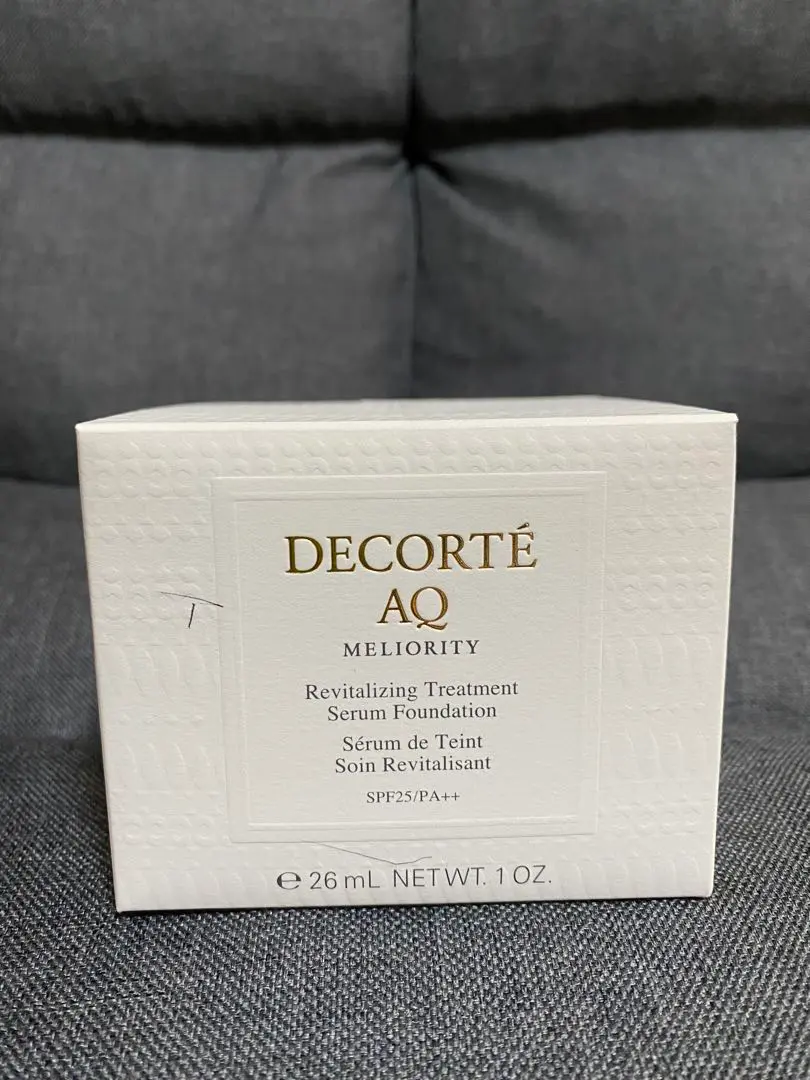 DECORTÉ
AQ
MELIORITY
Revitalizing Treatment
Serum Foundation
Sérum de Teint
Soin Revitalisant
SPF25/PA++
℮ 26 mL NET WT. 1 OZ.